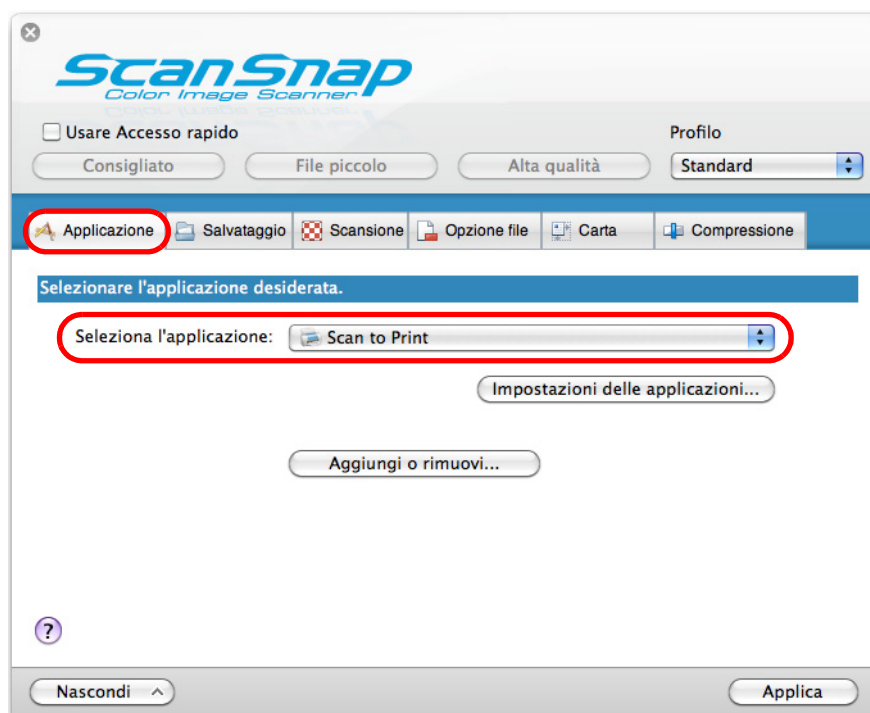 ScanSnap
Color Image Scanner
Usare Accesso rapido
Profilo
Consigliato File piccolo Alta qualità Standard
Applicazione Salvataggio Scansione Opzione file Carta Compressione
Selezionare l'applicazione desiderata.
Seleziona l'applicazione: Scan to Print
Impostazioni delle applicazioni...
Aggiungi o rimuovi...
?
Nascondi Applica